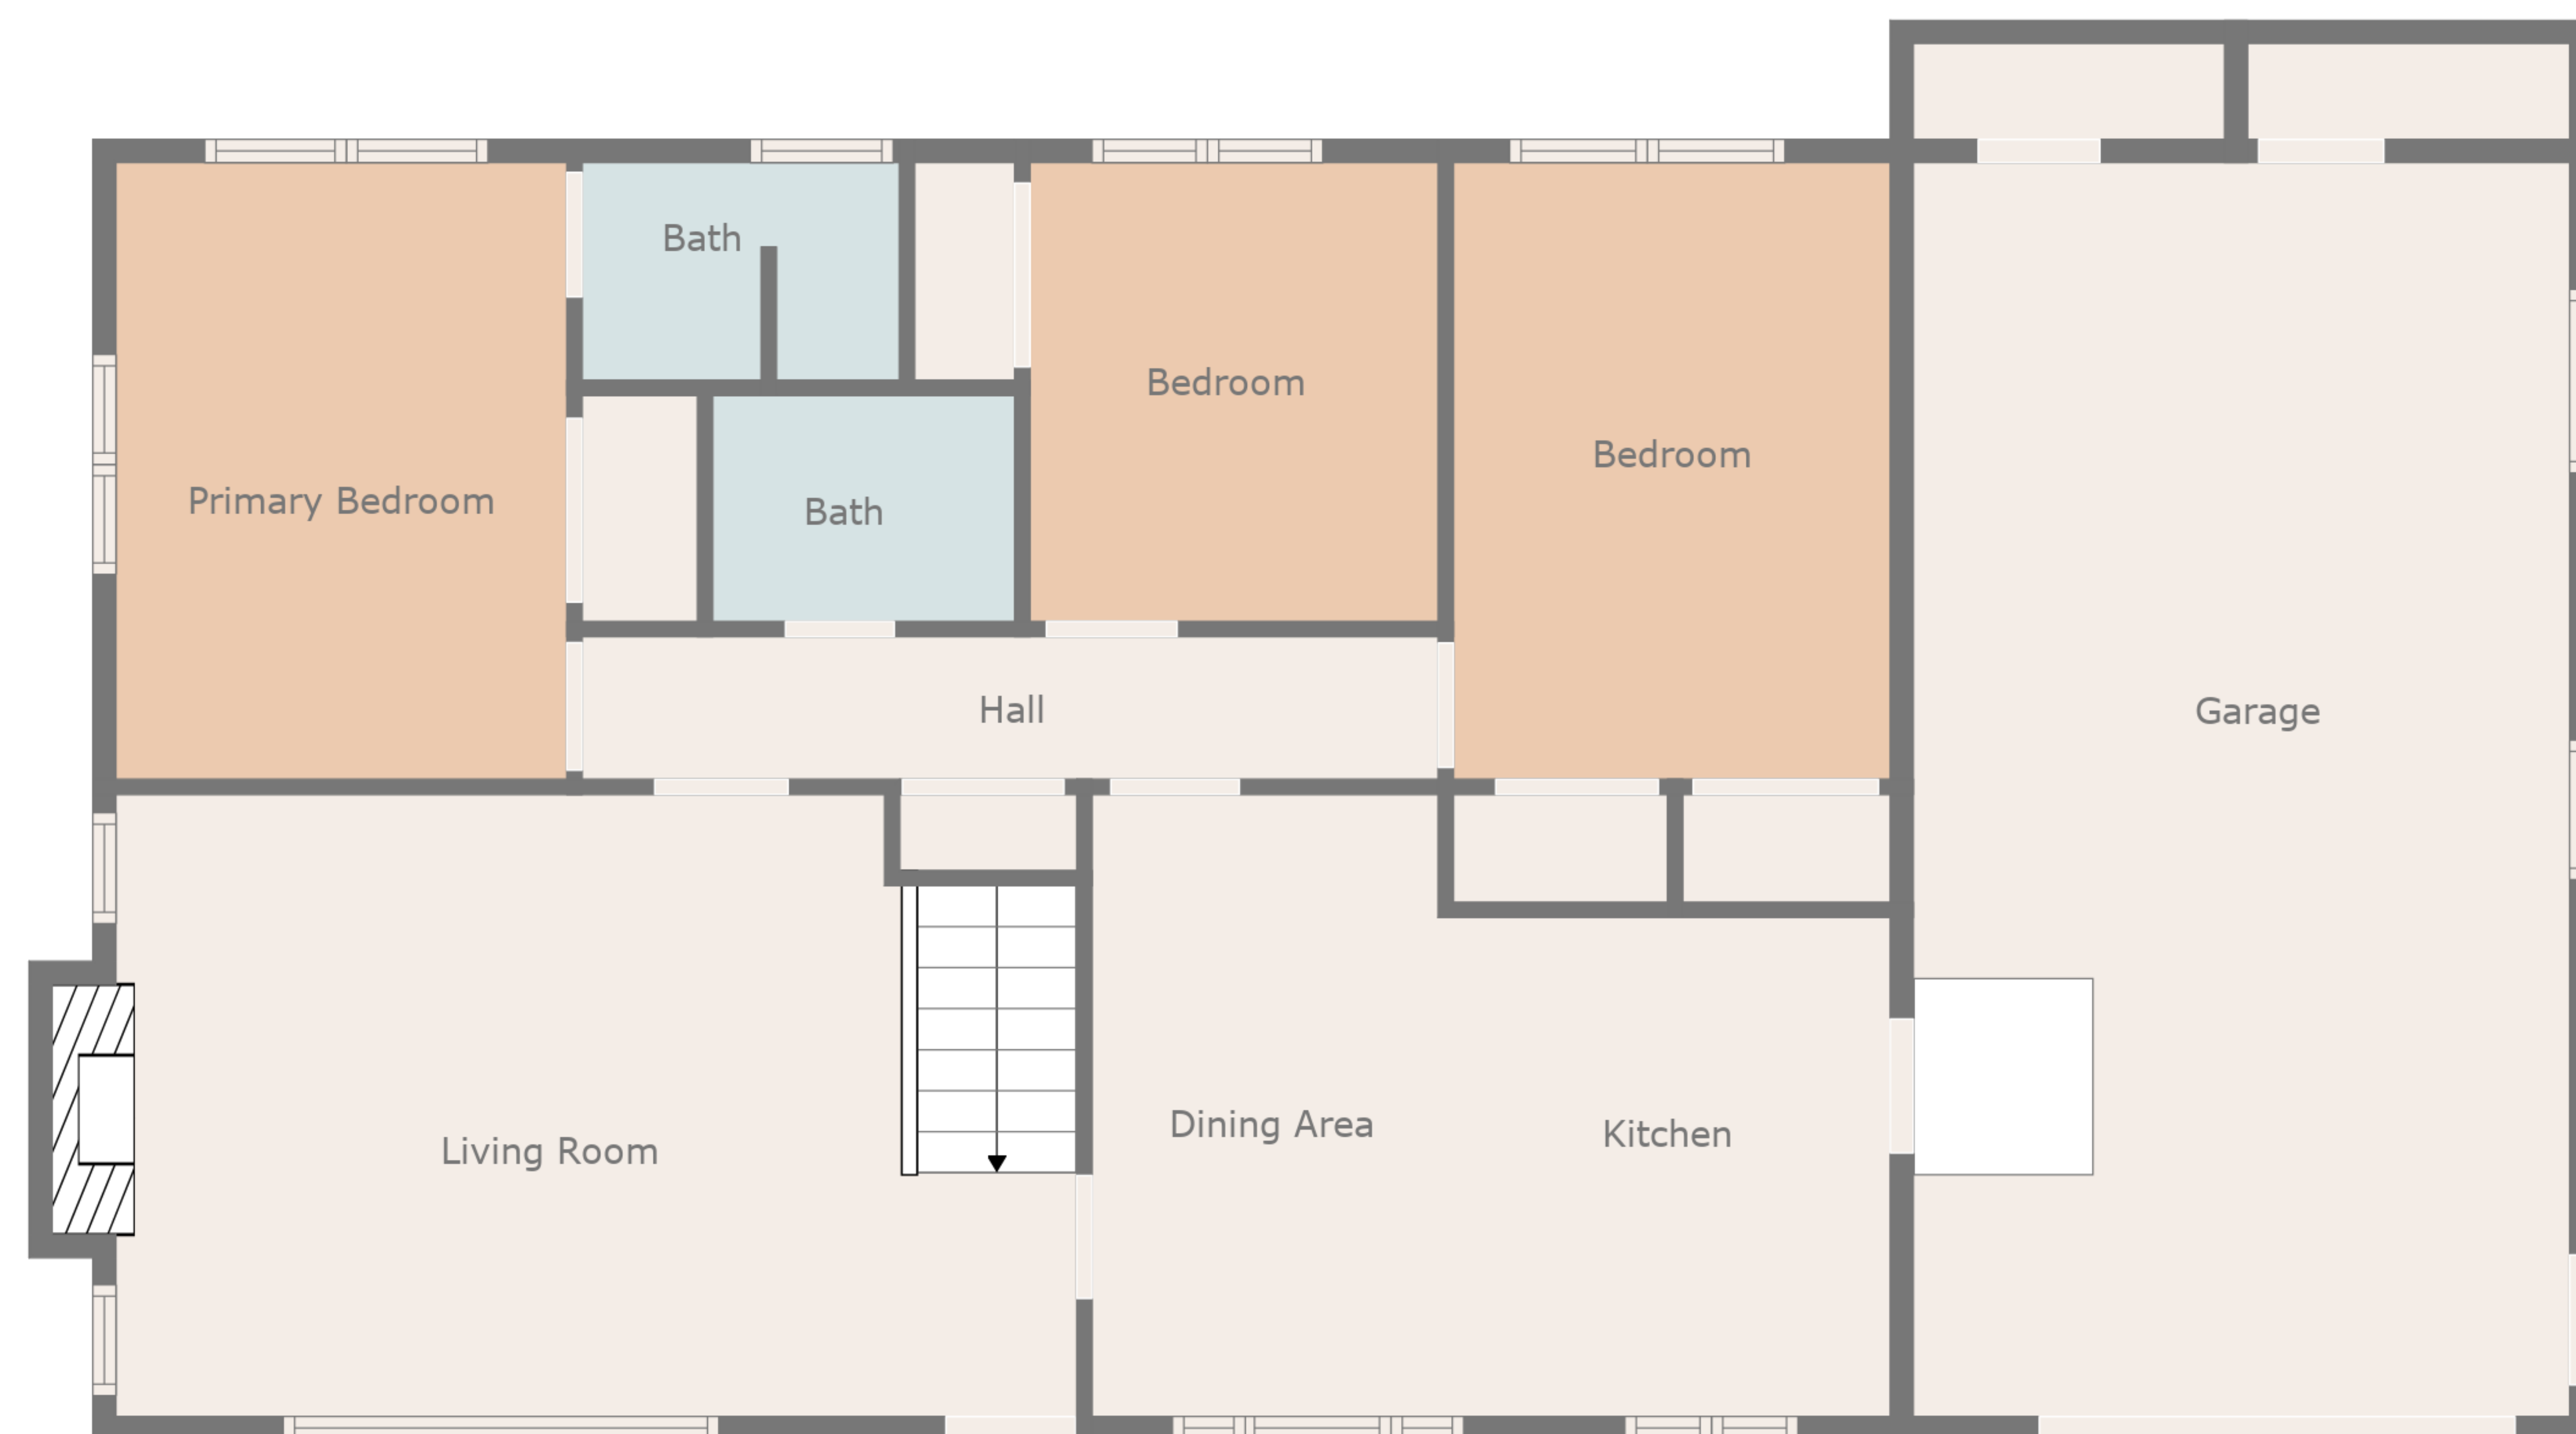 Bath
Bedroom
Bedroom
Primary Bedroom
Bath
Hall
Garage
Living Room
Dining Area
Kitchen